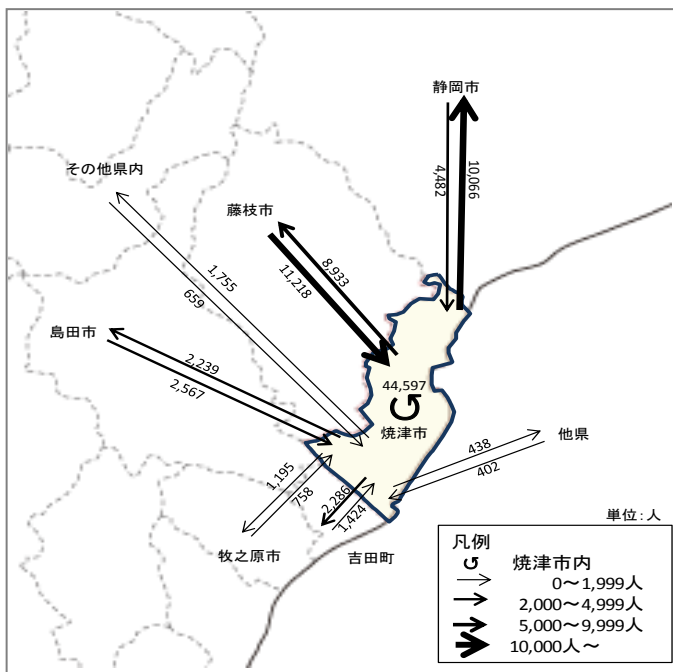 静岡市
4,482
10,066
その他県内
藤枝市
1,755
659
8,933
11,218
島田市
2,239
2,567
44,597
焼津市
438
402
他県
1,195
758
2,286
1,424
牧之原市
吉田町
単位：人
凡例
焼津市内
0～1,999人
2,000～4,999人
5,000～9,999人
10,000人～